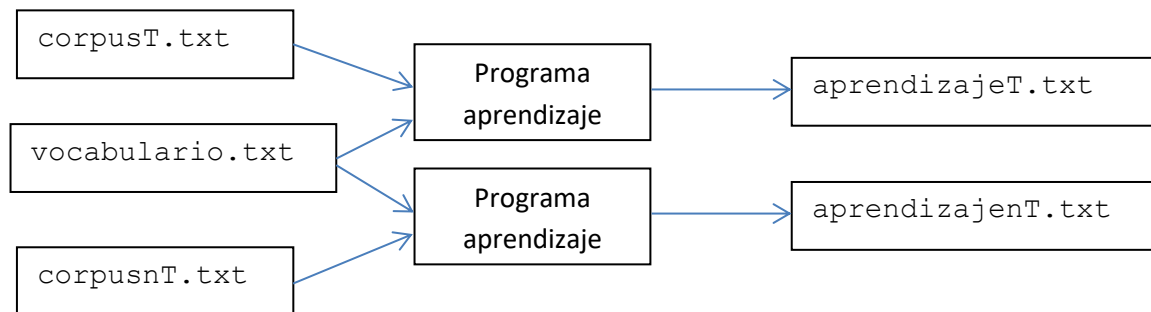 corpusT.txt
Programa
aprendizaje
aprendizajeT.txt
vocabulario.txt
Programa
aprendizaje
aprendizajenT.txt
corpusnT.txt